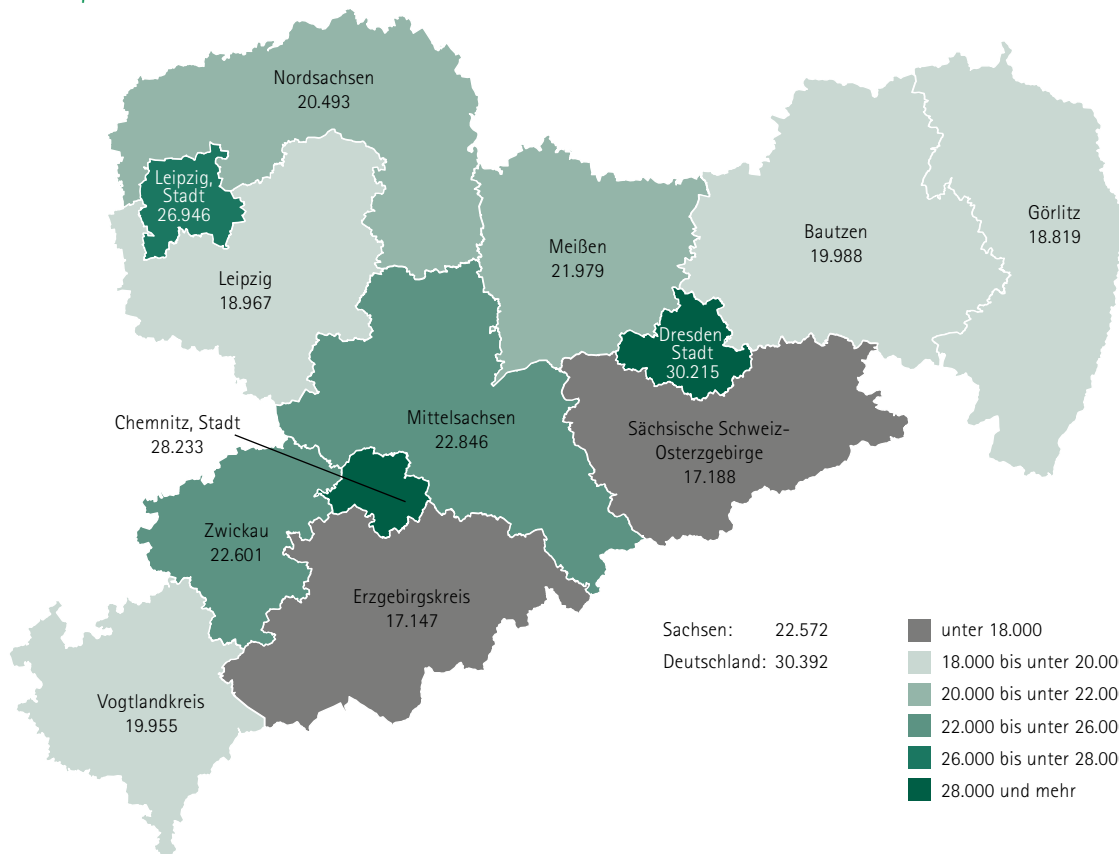 Nordsachsen
20.493
Leipzig,
Stadt
26.946
Leipzig
18.967
Meißen
21.979
Bautzen
19.988
Görlitz
18.819
Dresden
Stadt
30.215
Chemnitz, Stadt
28.233
Mittelsachsen
22.846
Sächsische Schweiz-
Osterzgebirge
17.188
Zwickau
22.601
Erzgebirgskreis
17.147
Vogtlandkreis
19.955
Sachsen: 22.572
Deutschland: 30.392
unter 18.000
18.000 bis unter 20.00
20.000 bis unter 22.00
22.000 bis unter 26.00
26.000 bis unter 28.00
28.000 und mehr